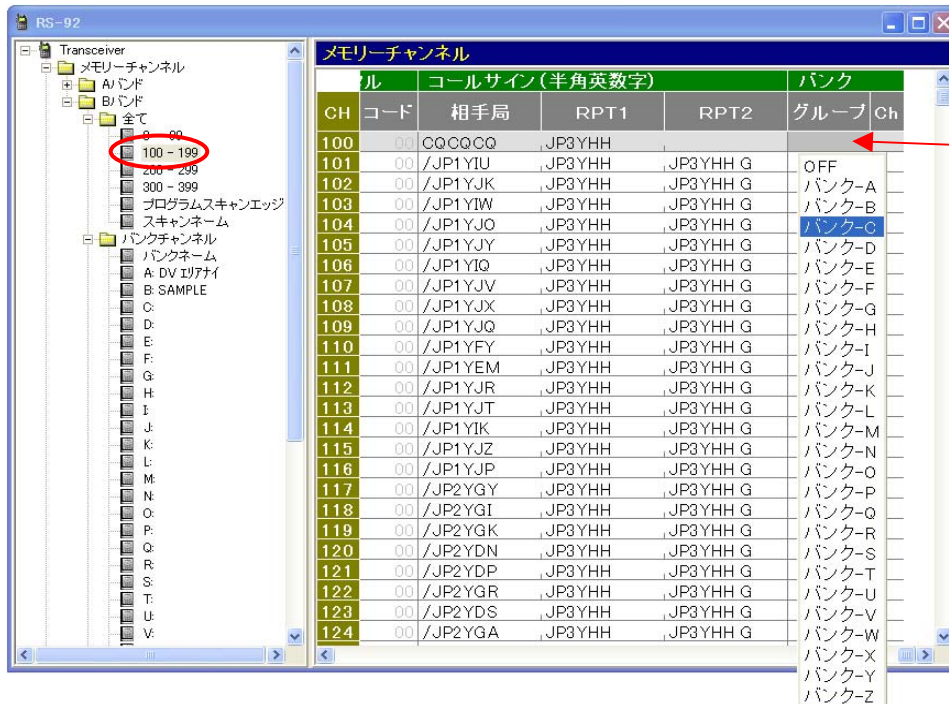 RS-92
Transceiver
メモリーチャンネル
Aバンド
Bバンド
全て
0 - 99
100 - 199
200 - 299
300 - 399
プログラムスキャンエッジ
スキャンネーム
バンクチャンネル
バンクネーム
A: DV エリアナイ
B: SAMPLE
C:
D:
E:
F:
G:
H:
I:
J:
K:
L:
M:
N:
O:
P:
Q:
R:
S:
T:
U:
V:
メモリーチャンネル
ル コールサイン(半角英数字) バンク
CH コード 相手局 RPT1 RPT2 グループ Ch
100 00 CQCQCQ ,JP3YHH ,
101 00 /JP1YIU ,JP3YHH ,JP3YHH G
102 00 /JP1YJK ,JP3YHH ,JP3YHH G
103 00 /JP1YIW ,JP3YHH ,JP3YHH G
104 00 /JP1YJO ,JP3YHH ,JP3YHH G
105 00 /JP1YJY ,JP3YHH ,JP3YHH G
106 00 /JP1YIQ ,JP3YHH ,JP3YHH G
107 00 /JP1YJV ,JP3YHH ,JP3YHH G
108 00 /JP1YJX ,JP3YHH ,JP3YHH G
109 00 /JP1YJQ ,JP3YHH ,JP3YHH G
110 00 /JP1YFY ,JP3YHH ,JP3YHH G
111 00 /JP1YEM ,JP3YHH ,JP3YHH G
112 00 /JP1YJR ,JP3YHH ,JP3YHH G
113 00 /JP1YJT ,JP3YHH ,JP3YHH G
114 00 /JP1YIK ,JP3YHH ,JP3YHH G
115 00 /JP1YJZ ,JP3YHH ,JP3YHH G
116 00 /JP1YJP ,JP3YHH ,JP3YHH G
117 00 /JP2YGY ,JP3YHH ,JP3YHH G
118 00 /JP2YGI ,JP3YHH ,JP3YHH G
119 00 /JP2YGK ,JP3YHH ,JP3YHH G
120 00 /JP2YDN ,JP3YHH ,JP3YHH G
121 00 /JP2YDP ,JP3YHH ,JP3YHH G
122 00 /JP2YGR ,JP3YHH ,JP3YHH G
123 00 /JP2YDS ,JP3YHH ,JP3YHH G
124 00 /JP2YGA ,JP3YHH ,JP3YHH G
OFF
バンク-A
バンク-B
バンク-C
バンク-D
バンク-E
バンク-F
バンク-G
バンク-H
バンク-I
バンク-J
バンク-K
バンク-L
バンク-M
バンク-N
バンク-O
バンク-P
バンク-Q
バンク-R
バンク-S
バンク-T
バンク-U
バンク-V
バンク-W
バンク-X
バンク-Y
バンク-Z